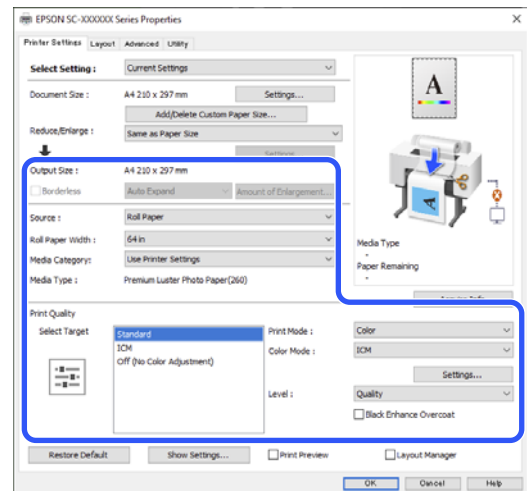 EPSON SC-XXXXXX Series Properties
Printer Settings Layout Advanced Utility
Select Setting : Current Settings
Document Size : A4 210 x 297 mm Settings...
Add/Delete Custom Paper Size...
Reduce/Enlarge : Same as Paper Size
Output Size : A4 210 x 297 mm
Borderless Auto Expand Amount of Enlargement...
Source : Roll Paper
Roll Paper Width : 64 in
Media Category: Use Printer Settings
Media Type : Premium Luster Photo Paper(260)
A
A
Media Type
-
Paper Remaining
-
Print Quality
Select Target
Standard
ICM
Off (No Color Adjustment)
Print Mode : Color
Color Mode : ICM
Settings...
Level : Quality
Black Enhance Overcoat
Restore Default Show Settings... Print Preview Layout Manager
OK Cancel Help